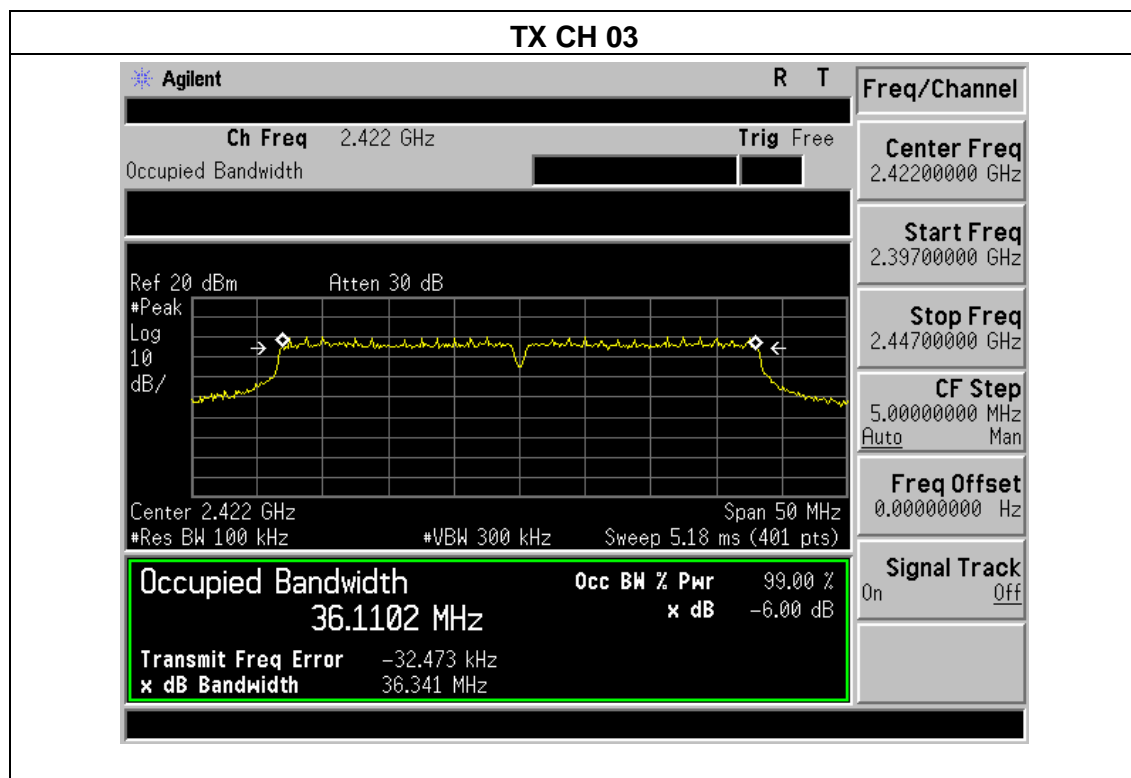 TX CH 03
Agilent R T
Freq/Channel
Ch Freq 2.422 GHz Trig Free
Occupied Bandwidth
Center Freq
2.42200000 GHz
Start Freq
2.39700000 GHz
Stop Freq
2.44700000 GHz
CF Step
5.00000000 MHz
Auto Man
Freq Offset
0.00000000 Hz
Signal Track
On Off
Ref 20 dBm Atten 30 dB
#Peak
Log
10
dB/
Center 2.422 GHz Span 50 MHz
#Res BW 100 kHz #VBW 300 kHz Sweep 5.18 ms (401 pts)
Occupied Bandwidth Occ BW % Pwr 99.00 %
36.1102 MHz x dB -6.00 dB
Transmit Freq Error -32.473 kHz
x dB Bandwidth 36.341 MHz